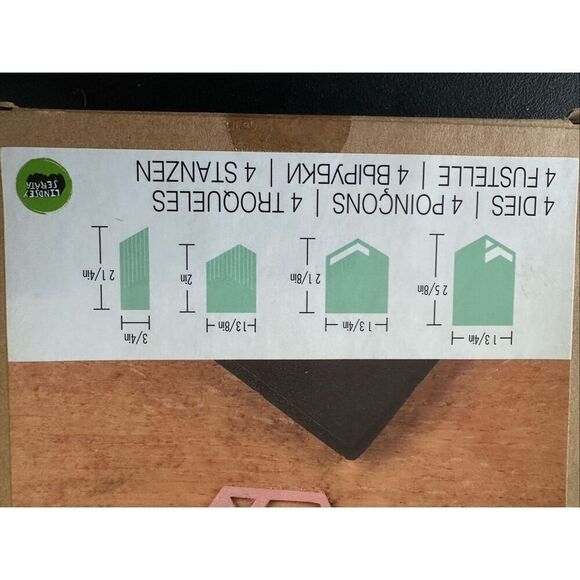 1 3/4in
1 3/4in
1 3/8in
3/4in
2 5/8in
2 1/8in
2in
2 1/4in
4 DIES | 4 POINÇONS | 4 TROQUELES
4 FUSTELLE | 4 ВЫРУБКИ | 4 STANZEN
LINDSEY
SERATA